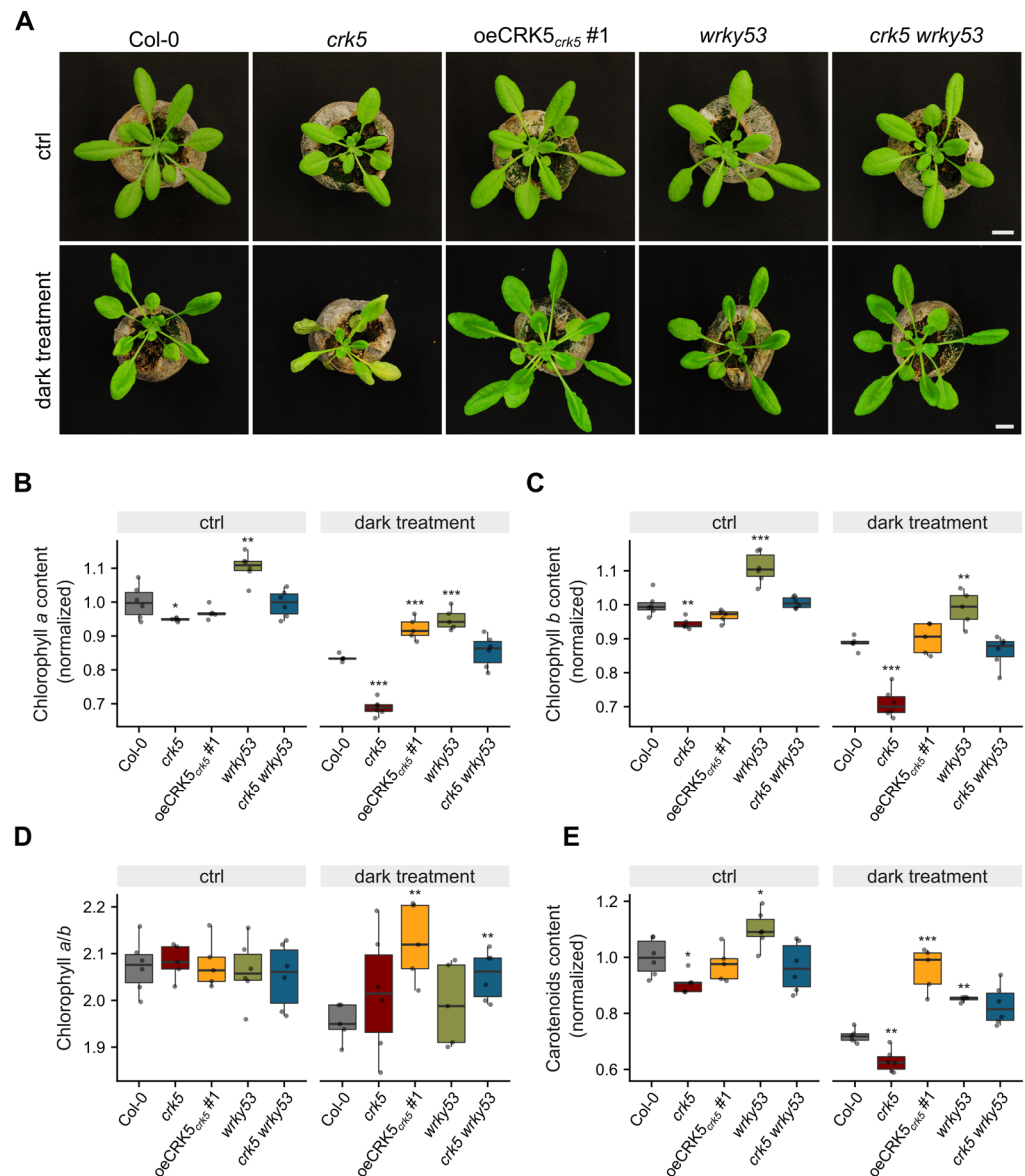 A
Col-0
crk5
oeCRK5crk5 #1
wrky53
crk5 wrky53
ctrl
dark treatment
B
ctrl
dark treatment
Chlorophyll a content
(normalized)
1.1
1.0
0.9
0.8
0.7
*
**
***
***
***
Col-0
crk5
oeCRK5crk5 #1
wrky53
crk5 wrky53
Col-0
crk5
oeCRK5crk5 #1
wrky53
crk5 wrky53
C
ctrl
dark treatment
Chlorophyll b content
(normalized)
1.1
1.0
0.9
0.8
0.7
**
***
***
**
Col-0
crk5
oeCRK5crk5 #1
wrky53
crk5 wrky53
Col-0
crk5
oeCRK5crk5 #1
wrky53
crk5 wrky53
D
ctrl
dark treatment
Chlorophyll a/b
2.2
2.1
2.0
1.9
**
**
Col-0
crk5
oeCRK5crk5 #1
wrky53
crk5 wrky53
Col-0
crk5
oeCRK5crk5 #1
wrky53
crk5 wrky53
E
ctrl
dark treatment
Carotenoids content
(normalized)
1.2
1.0
0.8
0.6
*
*
**
***
**
Col-0
crk5
oeCRK5crk5 #1
wrky53
crk5 wrky53
Col-0
crk5
oeCRK5crk5 #1
wrky53
crk5 wrky53